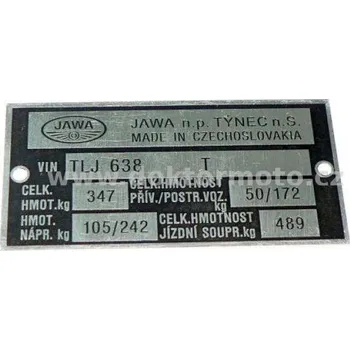 JAWA
JAWA n.p. TÝNEC n.S.
MADE IN CZECHOSLOVAKIA
VIN TLJ 638 T
www.doktormoto.cz
CELK. HMOT.kg 347 CELK.HMOTNOST PŘÍV./POSTR.VOZ. kg 50/172
HMOT. NÁPR. kg 105/242 CELK.HMOTNOST JÍZDNÍ SOUPR.kg 489